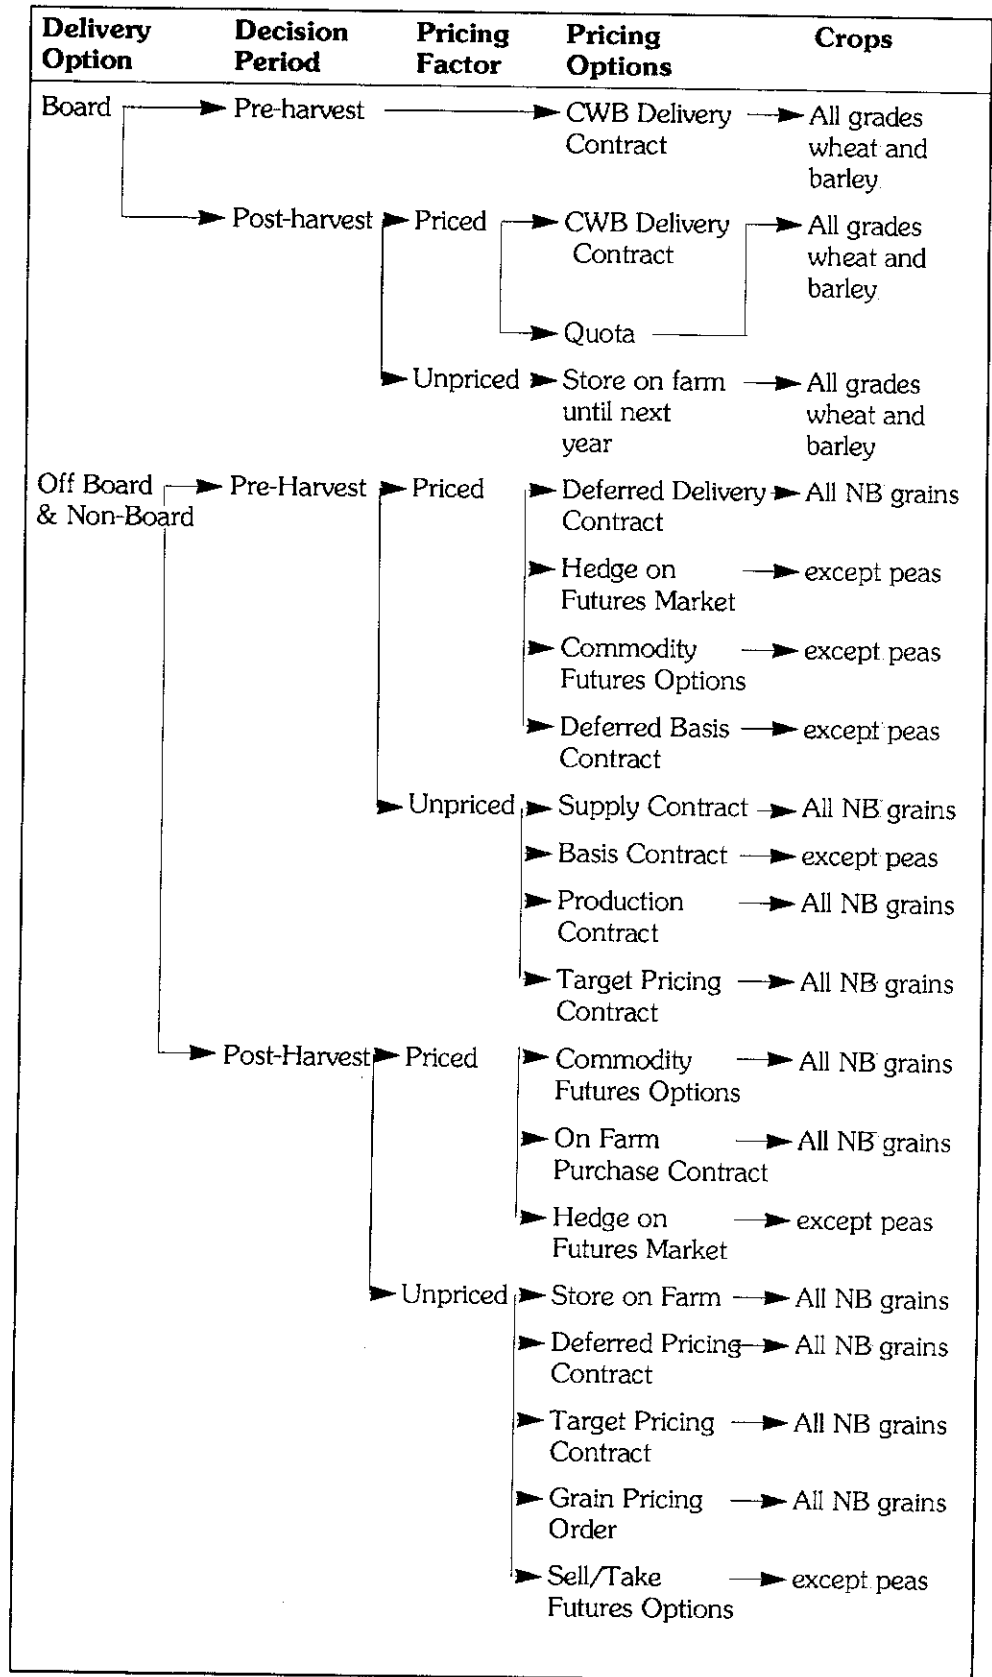 Delivery Option Decision Period Pricing Factor Pricing Options Crops
Board Pre-harvest CWB Delivery All grades
Contract wheat and
barley
Post-harvest Priced CWB Delivery All grades
Contract wheat and
barley
Quota
Unpriced Store on farm All grades
until next wheat and
year barley
Off Board Pre-Harvest Priced Deferred Delivery All NB grains
& Non-Board Contract
Hedge on except peas
Futures Market
Commodity except peas
Futures Options
Deferred Basis except peas
Contract
Unpriced Supply Contract All NB grains
Basis Contract except peas
Production All NB grains
Contract
Target Pricing All NB grains
Contract
Post-Harvest Priced Commodity All NB grains
Futures Options
On Farm All NB grains
Purchase Contract
Hedge on except peas
Futures Market
Unpriced Store on Farm All NB grains
Deferred Pricing All NB grains
Contract
Target Pricing All NB grains
Contract
Grain Pricing All NB grains
Order
Sell/Take except peas
Futures Options